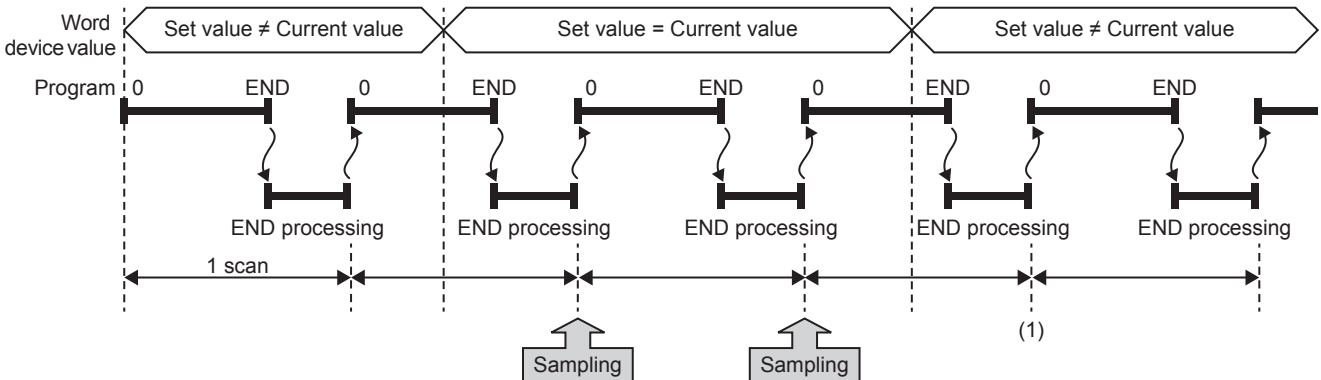 Word
device value
Set value ≠ Current value
Set value = Current value
Set value ≠ Current value
Program 0 END 0 END 0 END 0 END 0 END
END processing END processing END processing END processing END processing
1 scan
(1)
Sampling Sampling